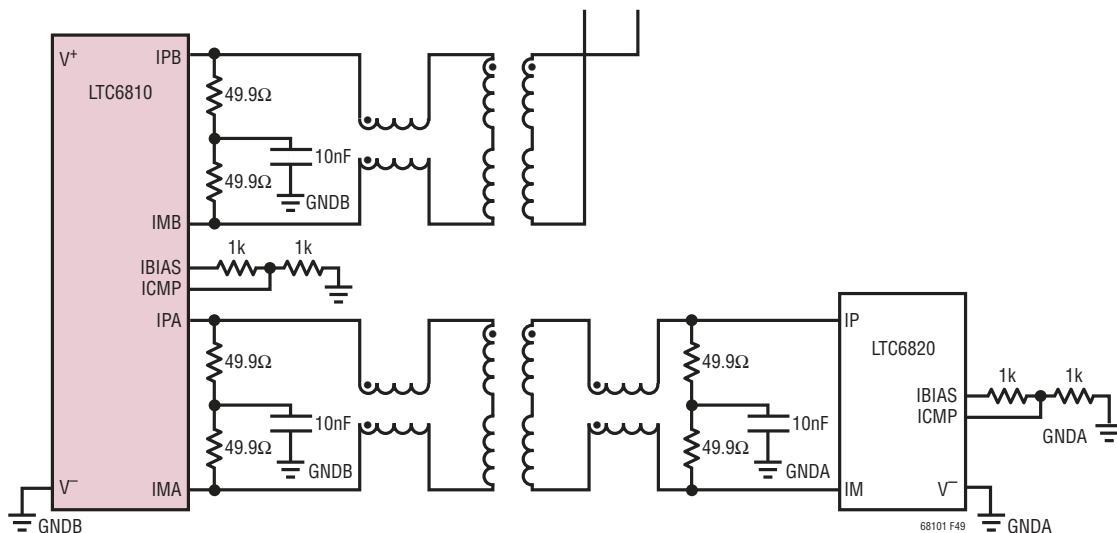 V+
IPB
LTC6810
49.9Ω
10nF
49.9Ω
GNDB
IMB
1k
1k
IBIAS
ICMP
IPA
IP
LTC6820
49.9Ω
49.9Ω
1k
1k
IBIAS
10nF
10nF
ICMP
49.9Ω
49.9Ω
GNDA
GNDB
GNDA
V−
IMA
IM
V−
GNDB
68101 F49
GNDA